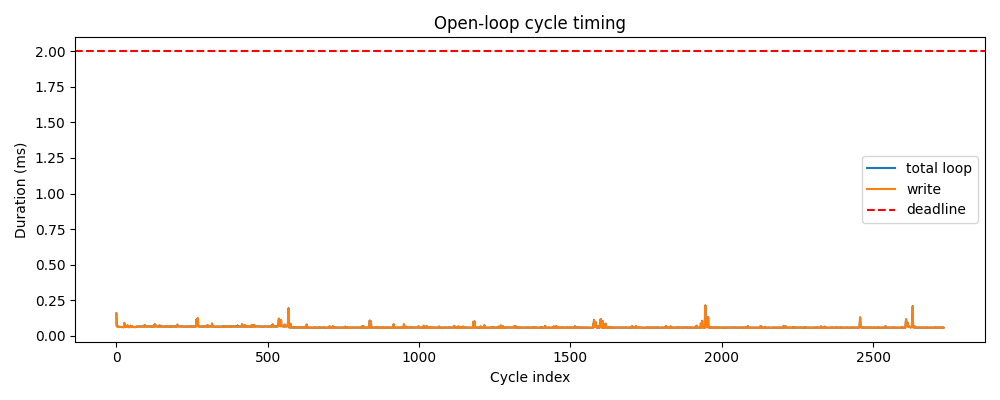 Open-loop cycle timing
Duration (ms)
2.00
1.75
1.50
1.25
1.00
0.75
0.50
0.25
0.00
total loop
write
deadline
0 500 1000 1500 2000 2500
Cycle index